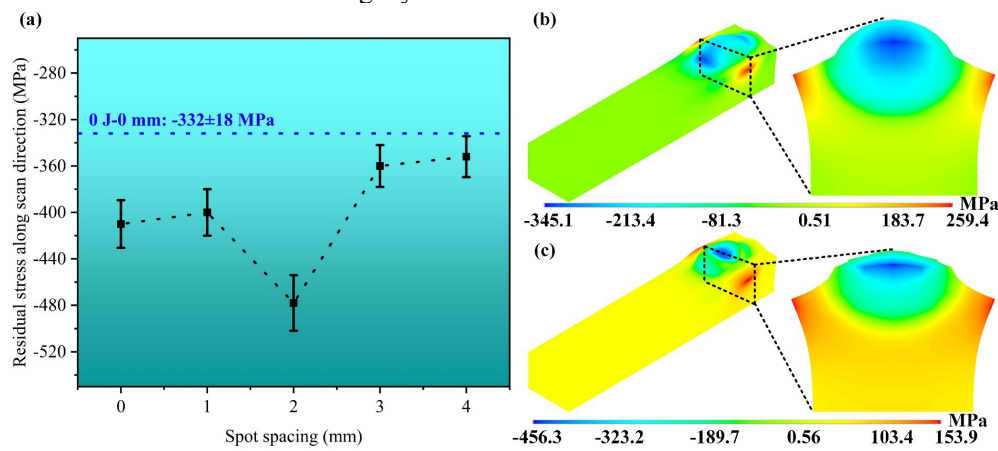 (a)
-280
-320
-360
-400
-440
-480
-520
0 J-0 mm: -332±18 MPa
0 1 2 3 4
Spot spacing (mm)
Residual stress along scan direction (MPa)
(b)
MPa
-345.1 -213.4 -81.3 0.51 183.7 259.4
(c)
MPa
-456.3 -323.2 -189.7 0.56 103.4 153.9